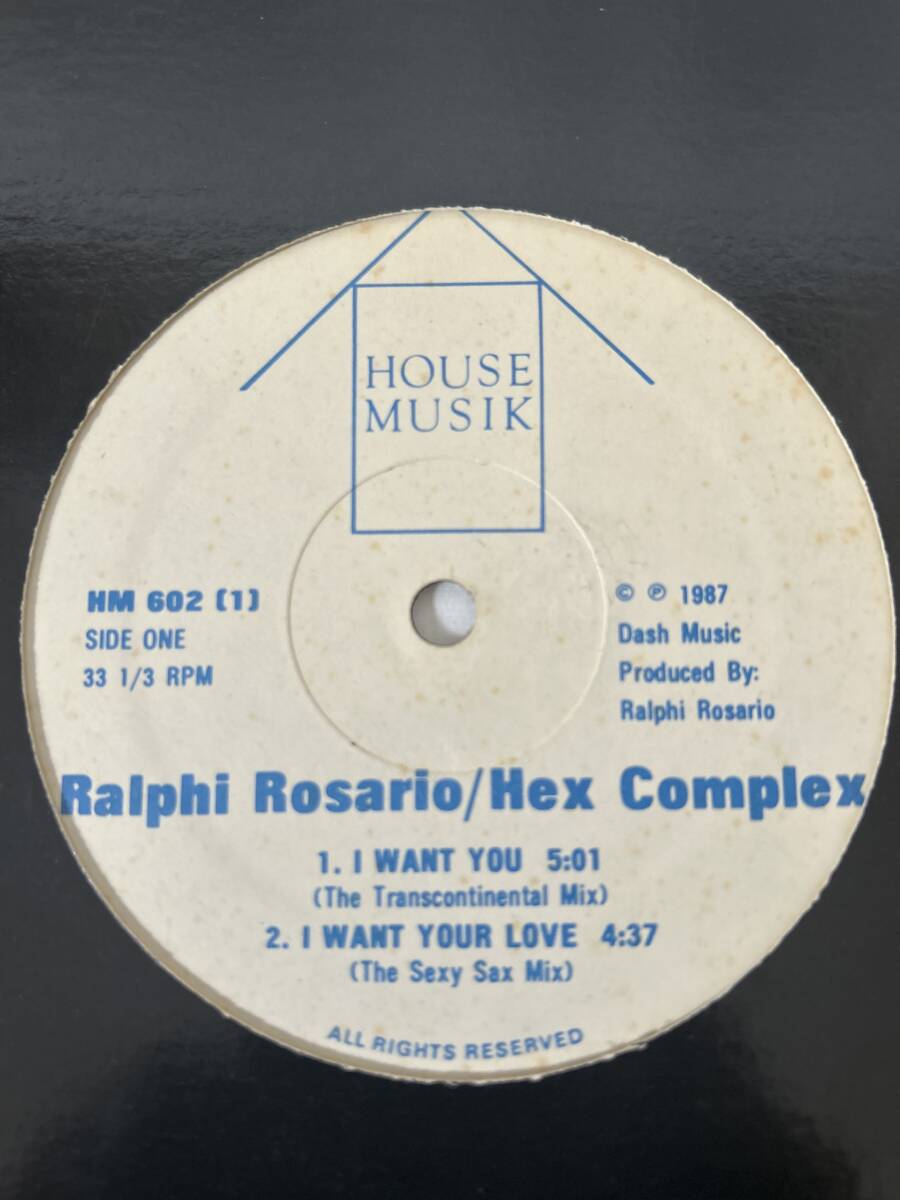 HOUSE
MUSIK
HM 602 (1)
SIDE ONE
33 1/3 RPM
© ℗ 1987
Dash Music
Produced By:
Ralphi Rosario
Ralphi Rosario/Hex Complex
1. I WANT YOU 5:01
(The Transcontinental Mix)
2. I WANT YOUR LOVE 4:37
(The Sexy Sax Mix)
ALL RIGHTS RESERVED